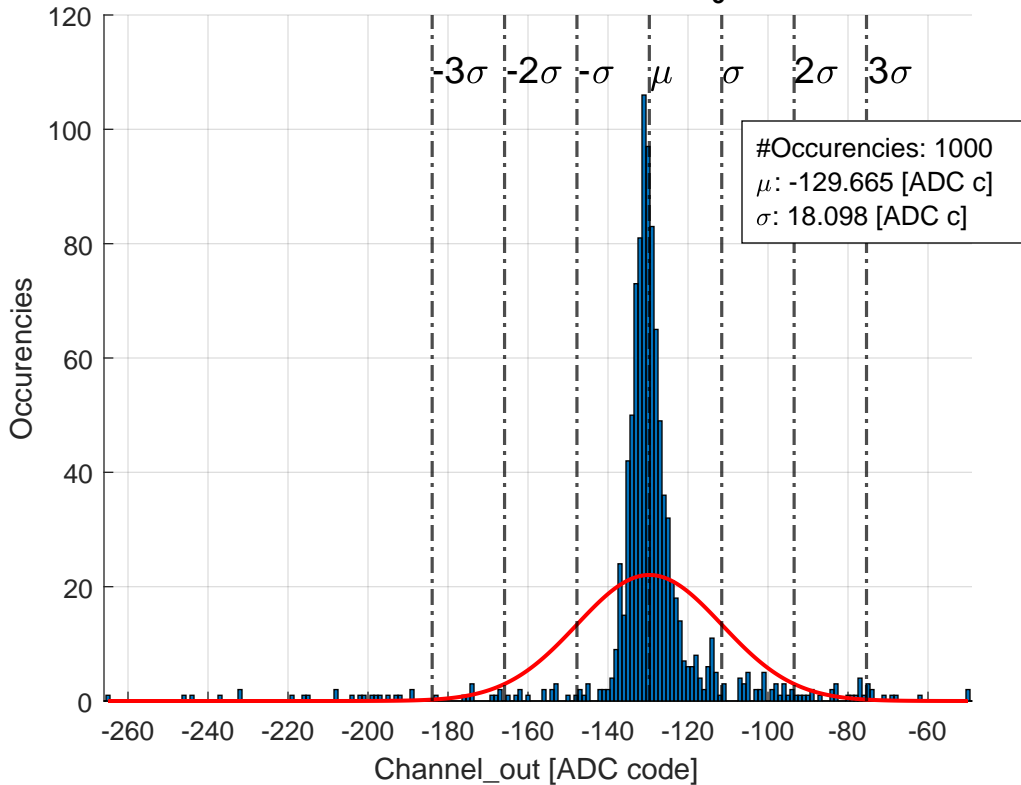 120
100
80
60
40
20
0
-3σ
-2σ
-σ
μ
σ
2σ
3σ
#Occurencies: 1000
μ: -129.665 [ADC c]
σ: 18.098 [ADC c]
Occurencies
-260
-240
-220
-200
-180
-160
-140
-120
-100
-80
-60
Channel_out [ADC code]